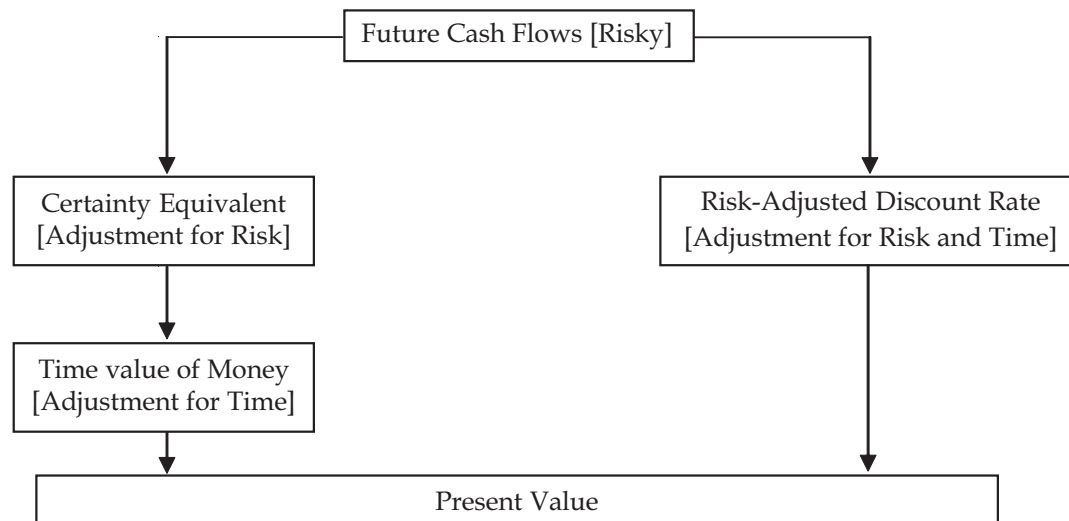 Future Cash Flows [Risky]
Certainty Equivalent
[Adjustment for Risk]
Risk-Adjusted Discount Rate
[Adjustment for Risk and Time]
Time value of Money
[Adjustment for Time]
Present Value